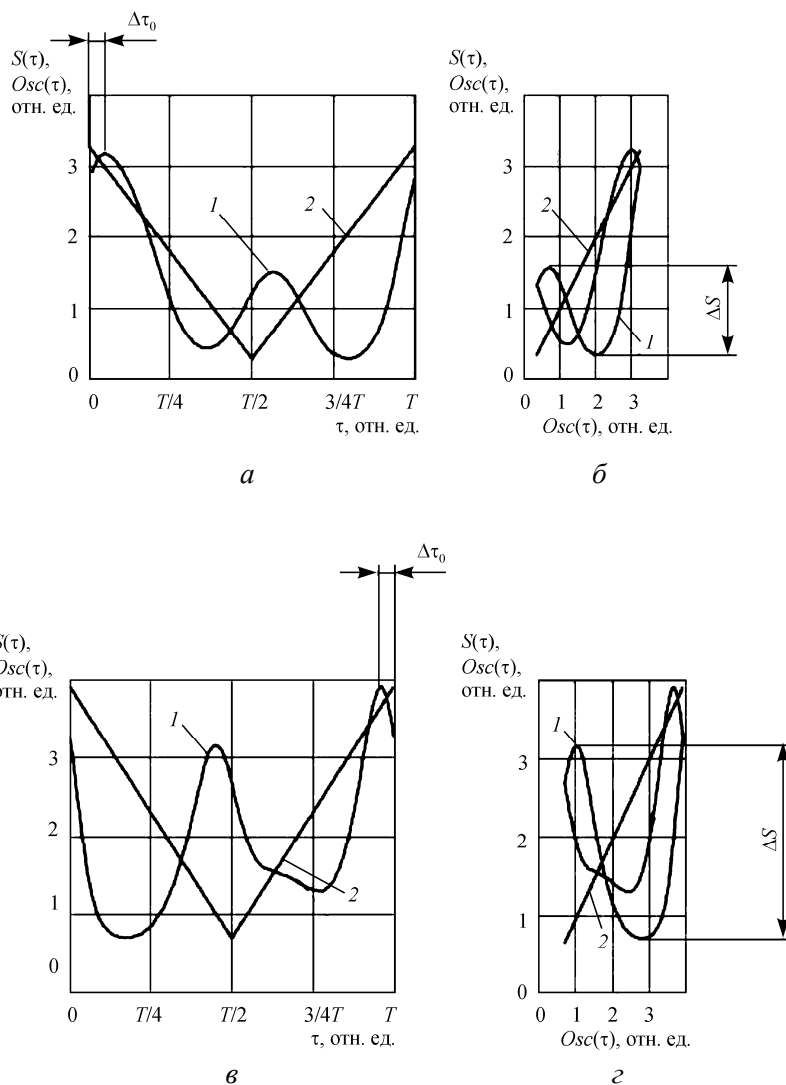 Δτ₀
S(τ),
Osc(τ),
отн. ед.
3
2
1
0
1
2
0
T/4
T/2
3/4T
T
τ, отн. ед.
а
S(τ),
Osc(τ),
отн. ед.
3
2
1
0
2
1
ΔS
0 1 2 3
Osc(τ), отн. ед.
б
Δτ₀
S(τ),
Osc(τ),
отн. ед.
3
2
1
0
1
2
0
T/4
T/2
3/4T
T
τ, отн. ед.
в
S(τ),
Osc(τ),
отн. ед.
3
2
1
0
1
2
ΔS
0 1 2 3
Osc(τ), отн. ед.
г